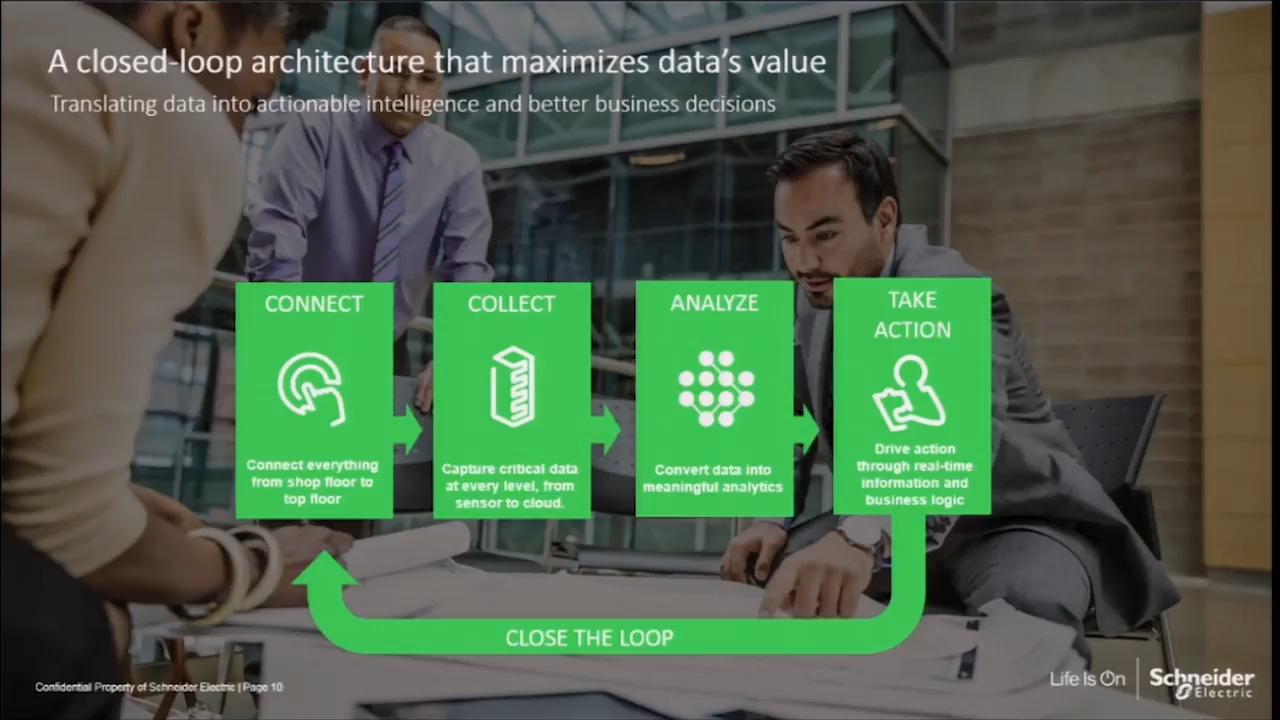 A closed-loop architecture that maximizes data's value
Translating data into actionable intelligence and better business decisions
CONNECT
Connect everything
from shop floor to
top floor
COLLECT
Capture critical data
at every level, from
sensor to cloud.
ANALYZE
Convert data into
meaningful analytics
TAKE
ACTION
Drive action
through real-time
information and
business logic
CLOSE THE LOOP
Confidential Property of Schneider Electric | Page 10
Life Is On
Schneider
Electric